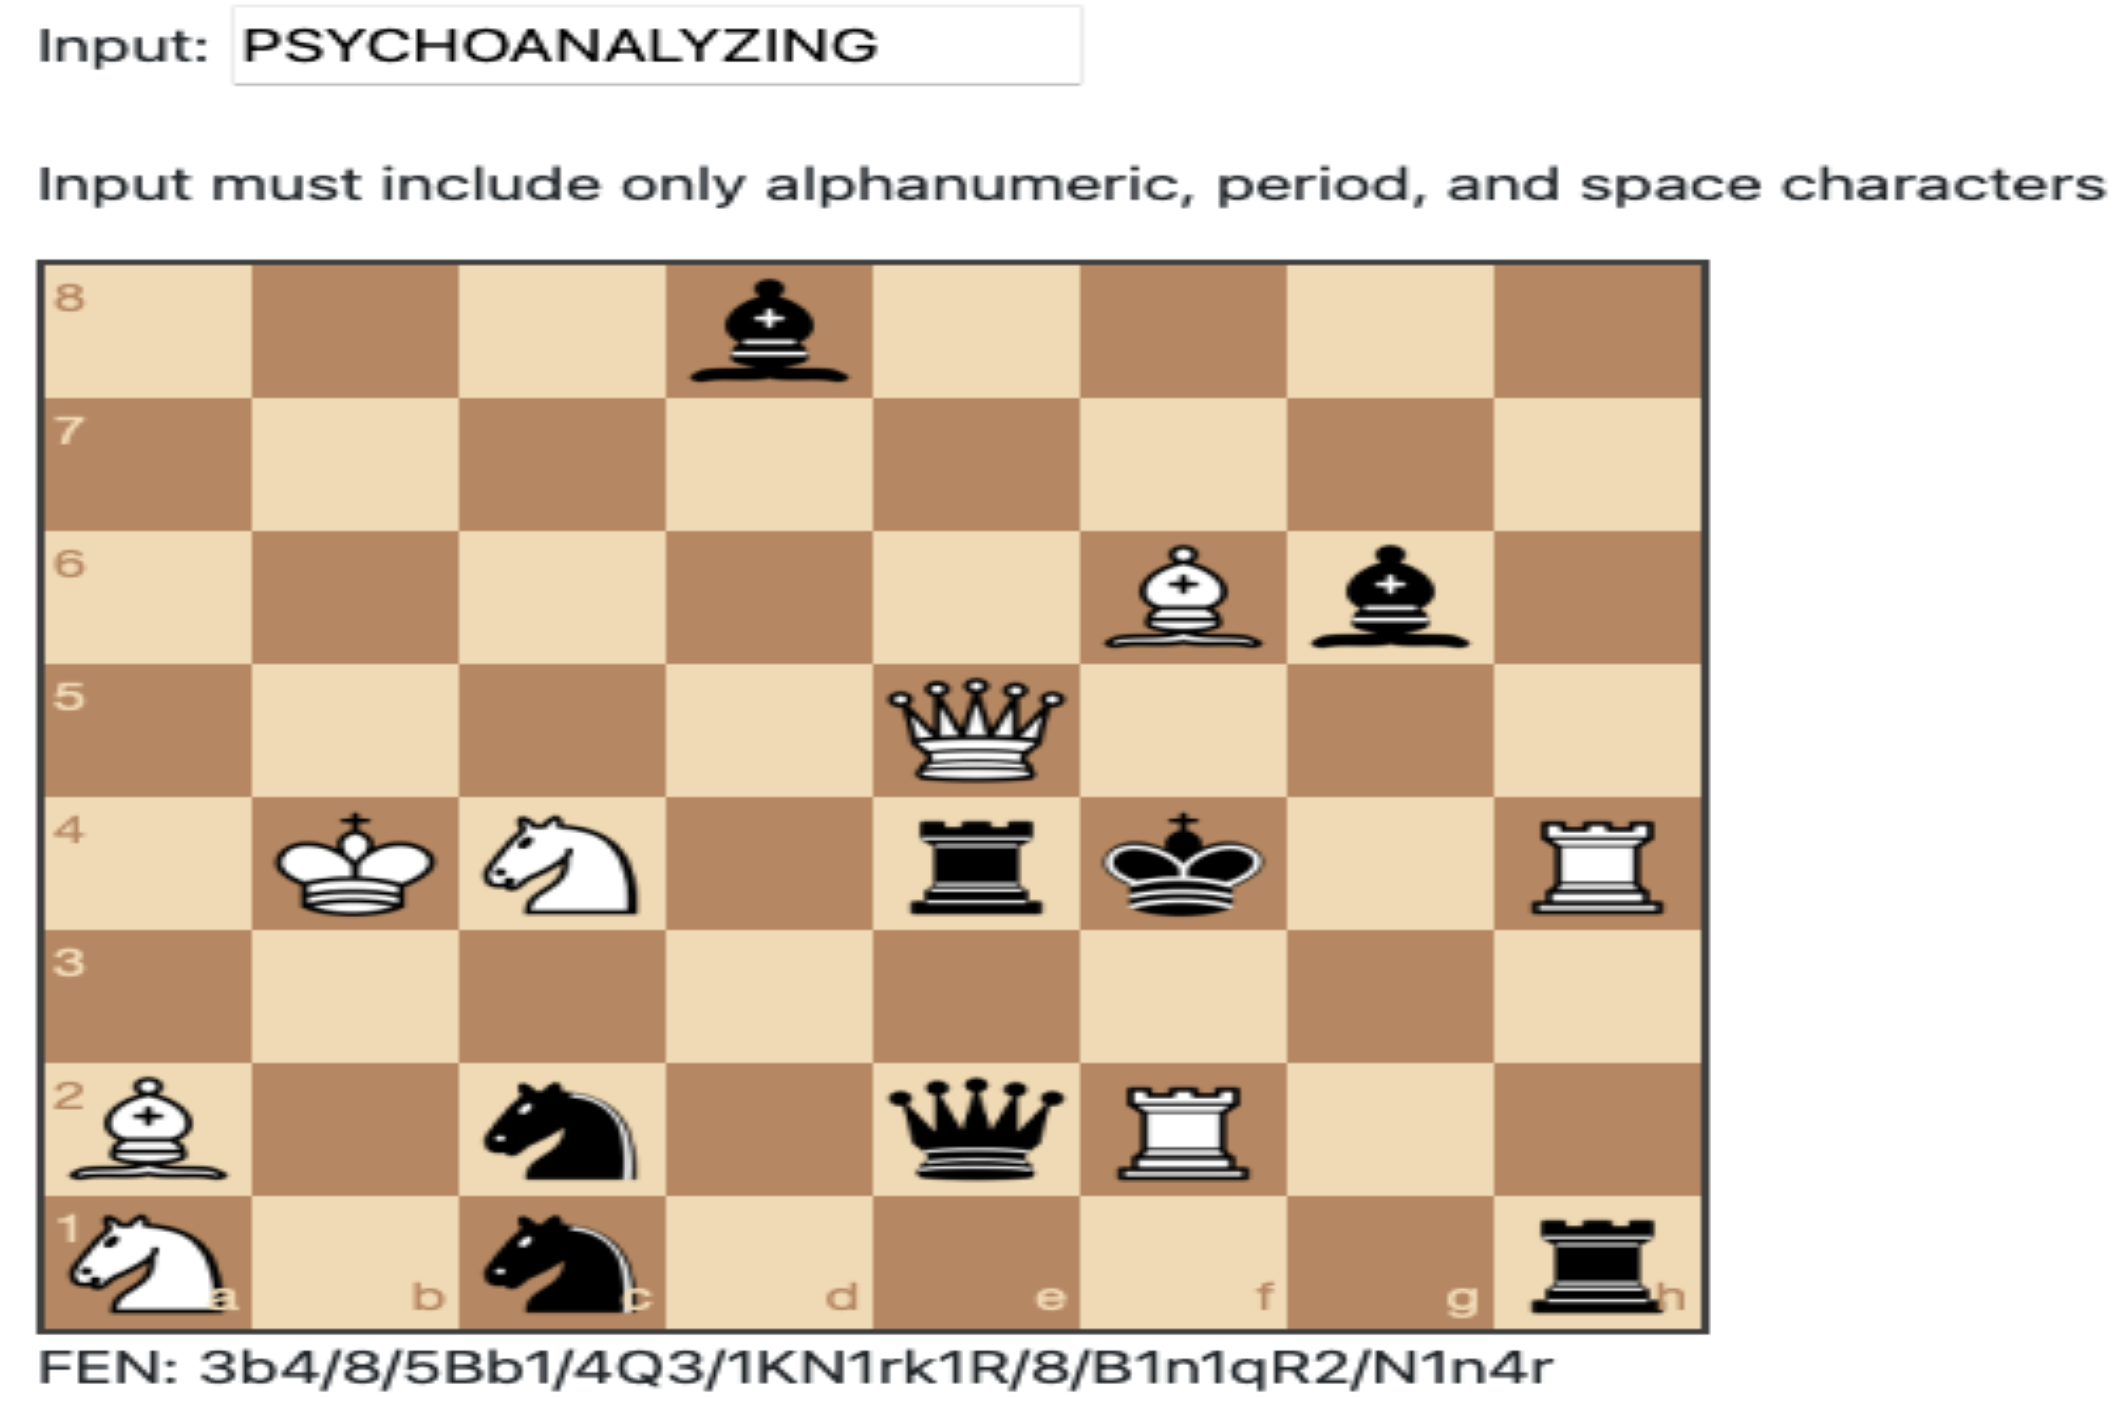 Input: PSYCHOANALYZING
Input must include only alphanumeric, period, and space characters
8
7
6
5
4
3
2
1
a b c d e f g h
FEN: 3b4/8/5Bb1/4Q3/1KN1rk1R/8/B1n1qR2/N1n4r